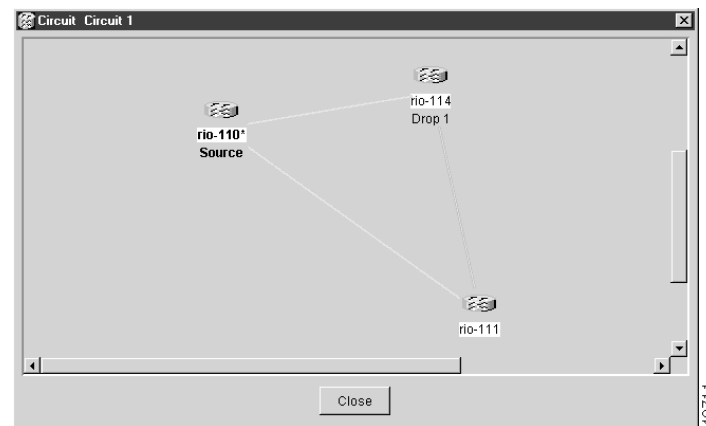 Circuit Circuit 1
rio-114
Drop 1
rio-110*
Source
rio-111
Close